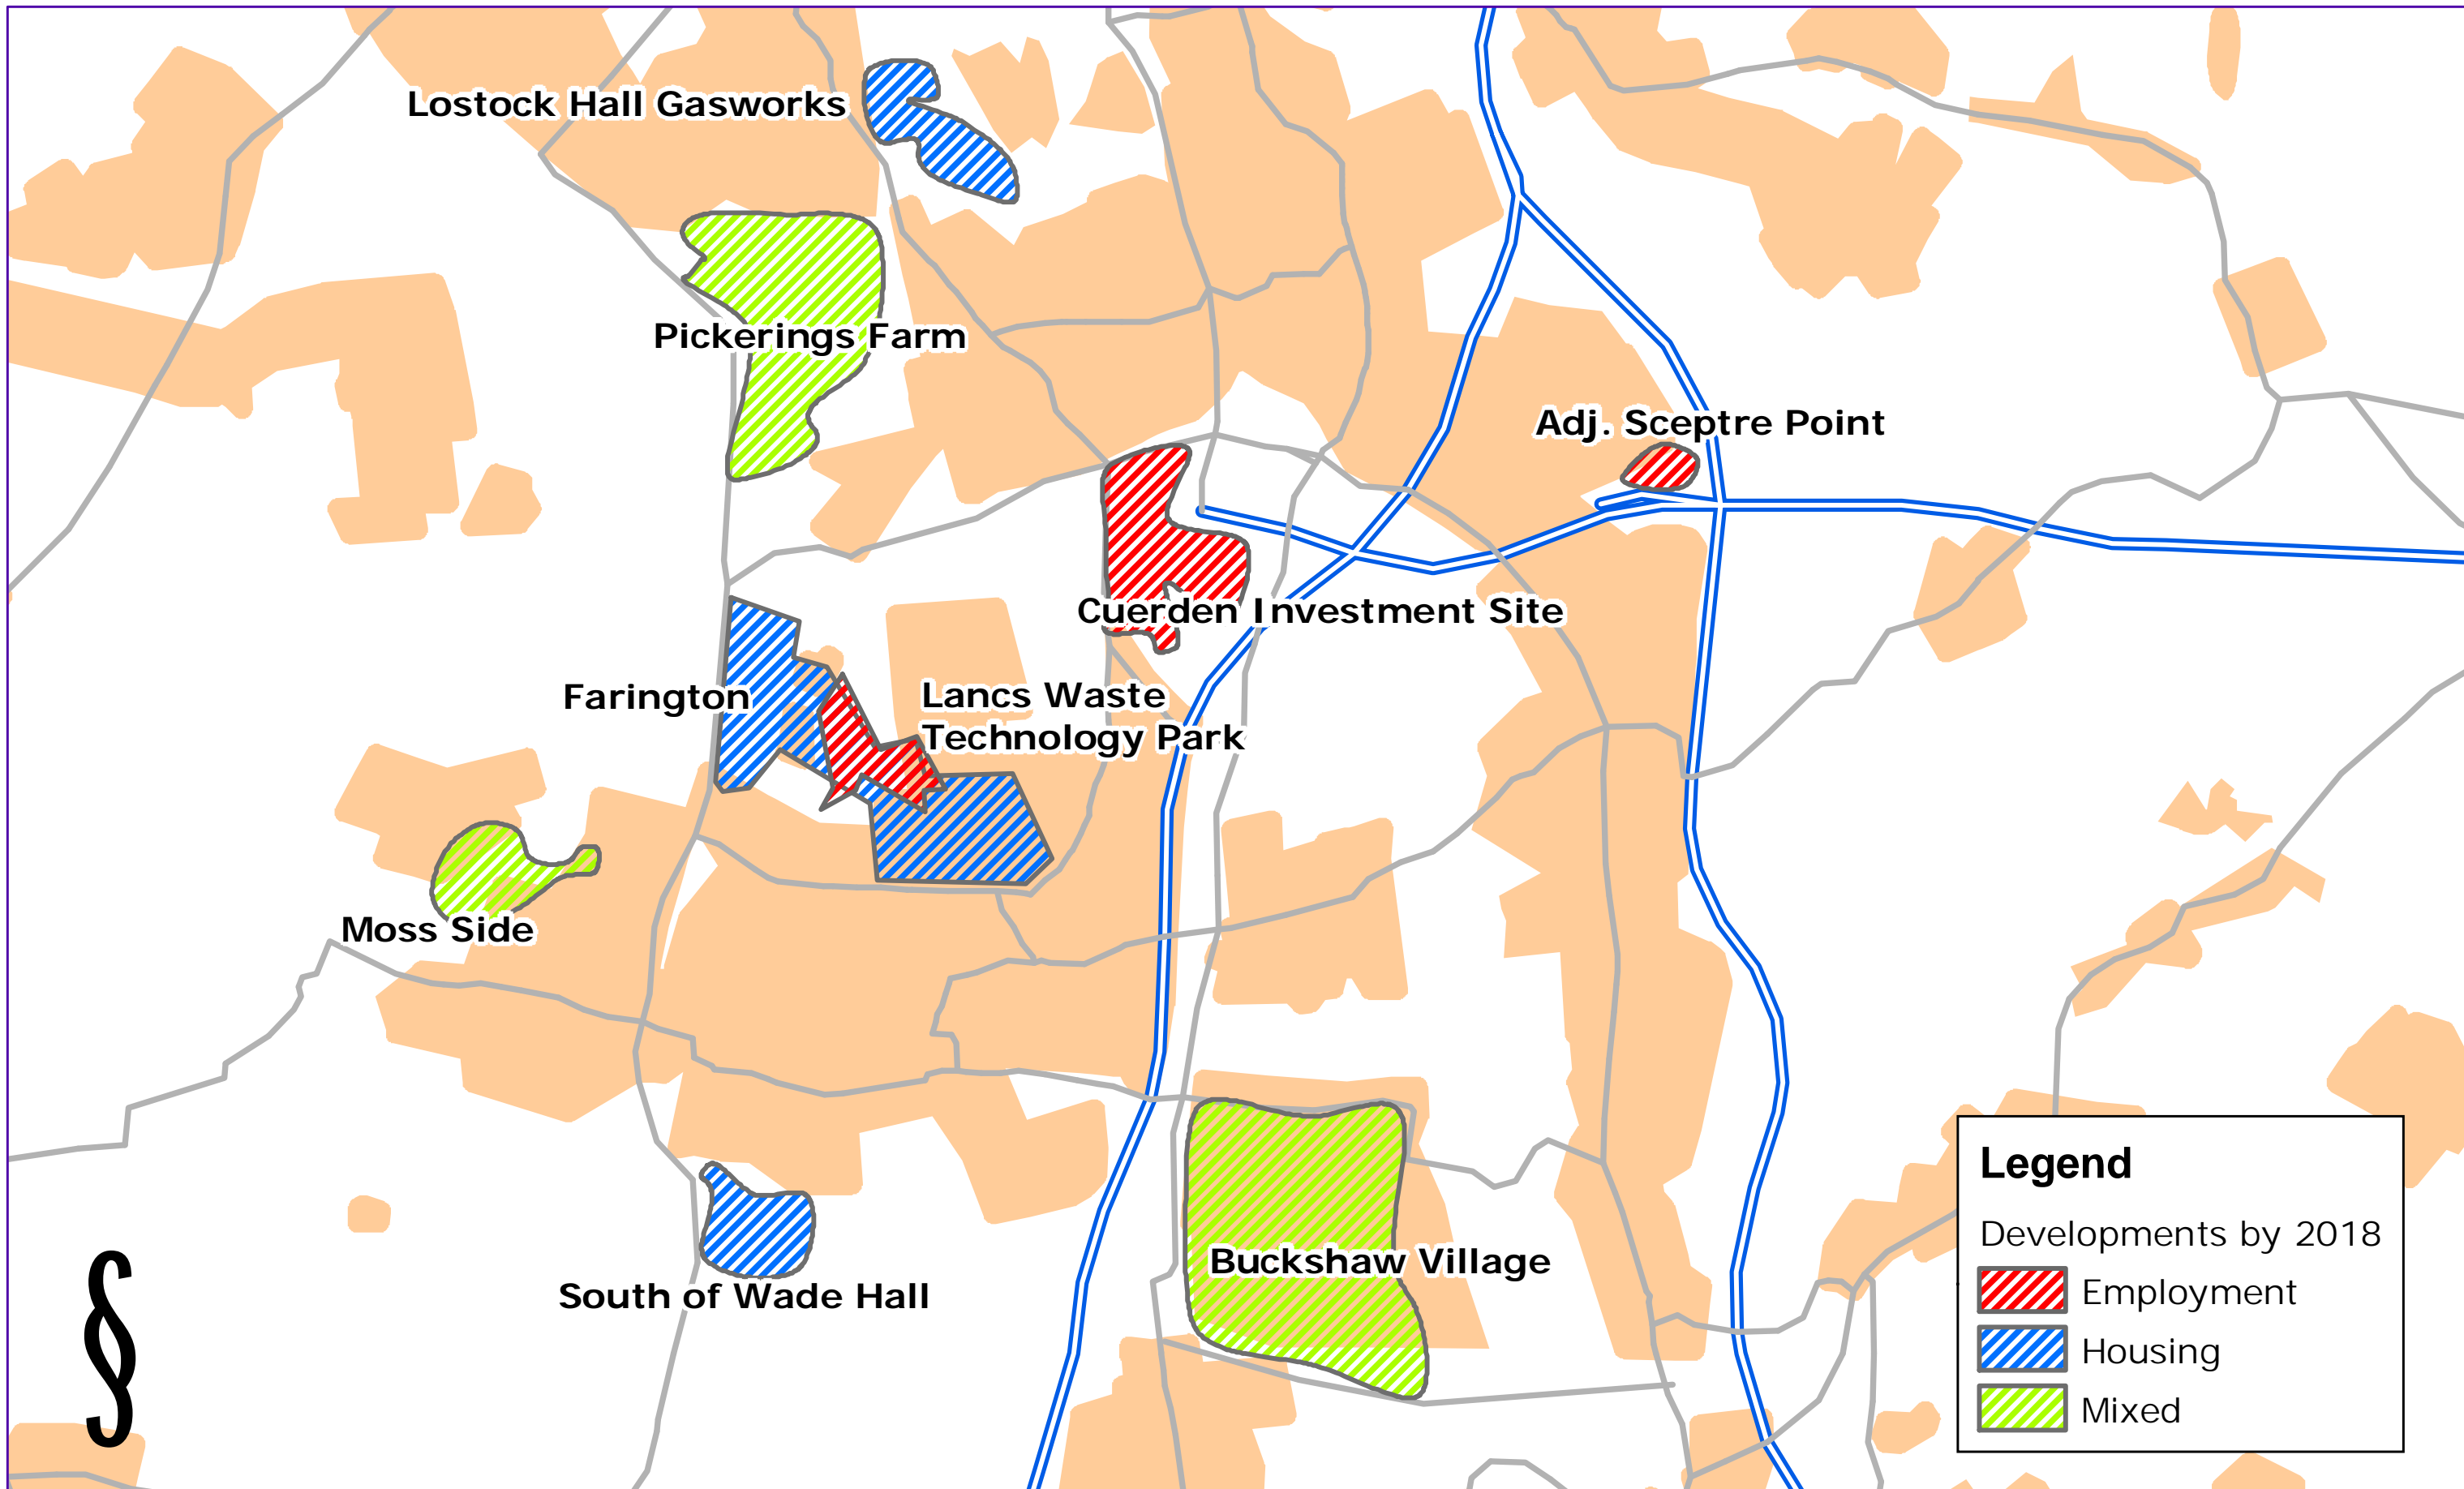 Lostock Hall Gasworks
Pickerings Farm
Adj. Sceptre Point
Cuerden Investment Site
Farington
Lancs Waste
Technology Park
Moss Side
Buckshaw Village
South of Wade Hall
§
Legend
Developments by 2018
Employment
Housing
Mixed